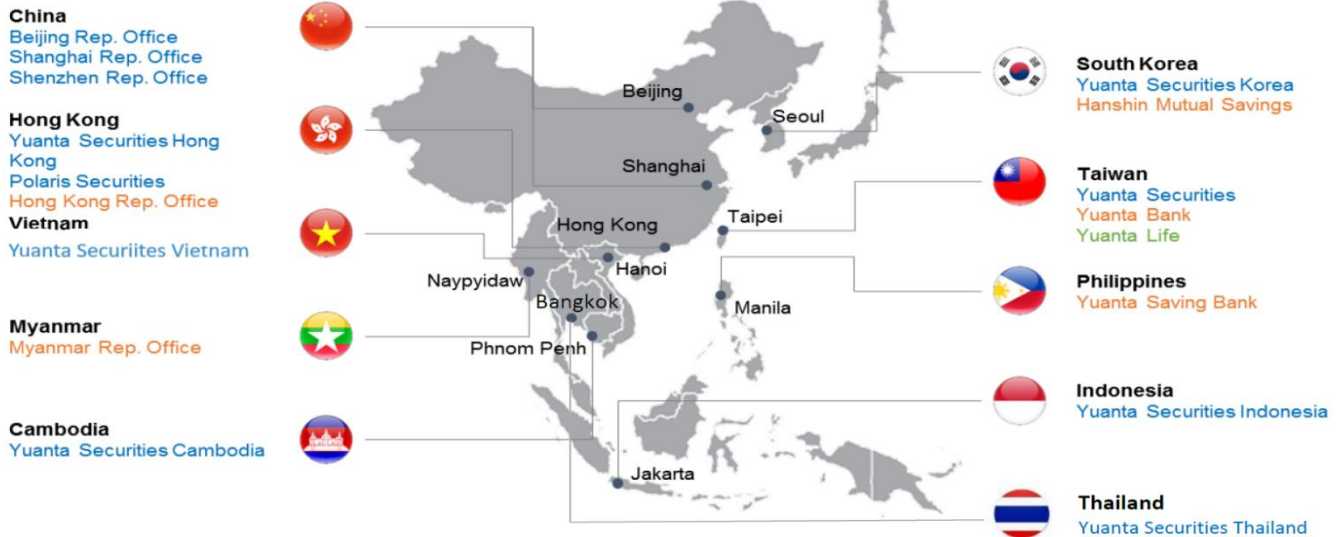 China
Beijing Rep. Office
Shanghai Rep. Office
Shenzhen Rep. Office
Hong Kong
Yuanta Securities Hong
Kong
Polaris Securities
Hong Kong Rep. Office
Vietnam
Yuanta Securiites Vietnam
Myanmar
Myanmar Rep. Office
Cambodia
Yuanta Securities Cambodia
Beijing
Seoul
Shanghai
Taipei
Hong Kong
Hanoi
Naypyidaw
Bangkok
Manila
Phnom Penh
Jakarta
South Korea
Yuanta Securities Korea
Hanshin Mutual Savings
Taiwan
Yuanta Securities
Yuanta Bank
Yuanta Life
Philippines
Yuanta Saving Bank
Indonesia
Yuanta Securities Indonesia
Thailand
Yuanta Securities Thailand